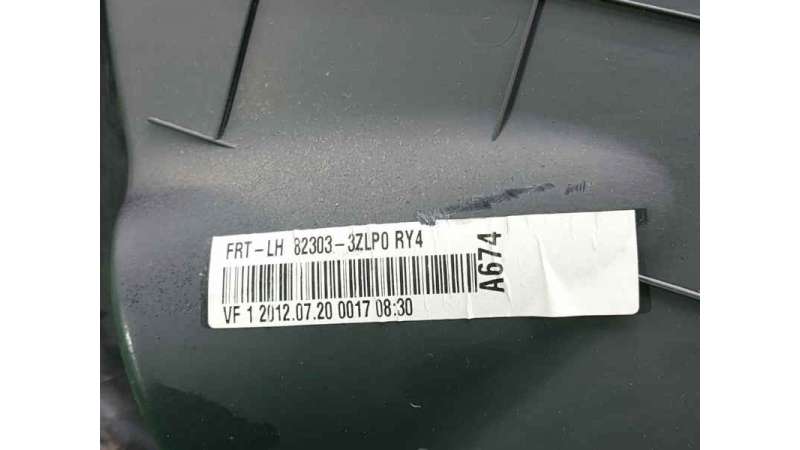 FRT-LH 82303-3ZLP0 RY4
A674
VF 1 2012.07.20 0017 08:30